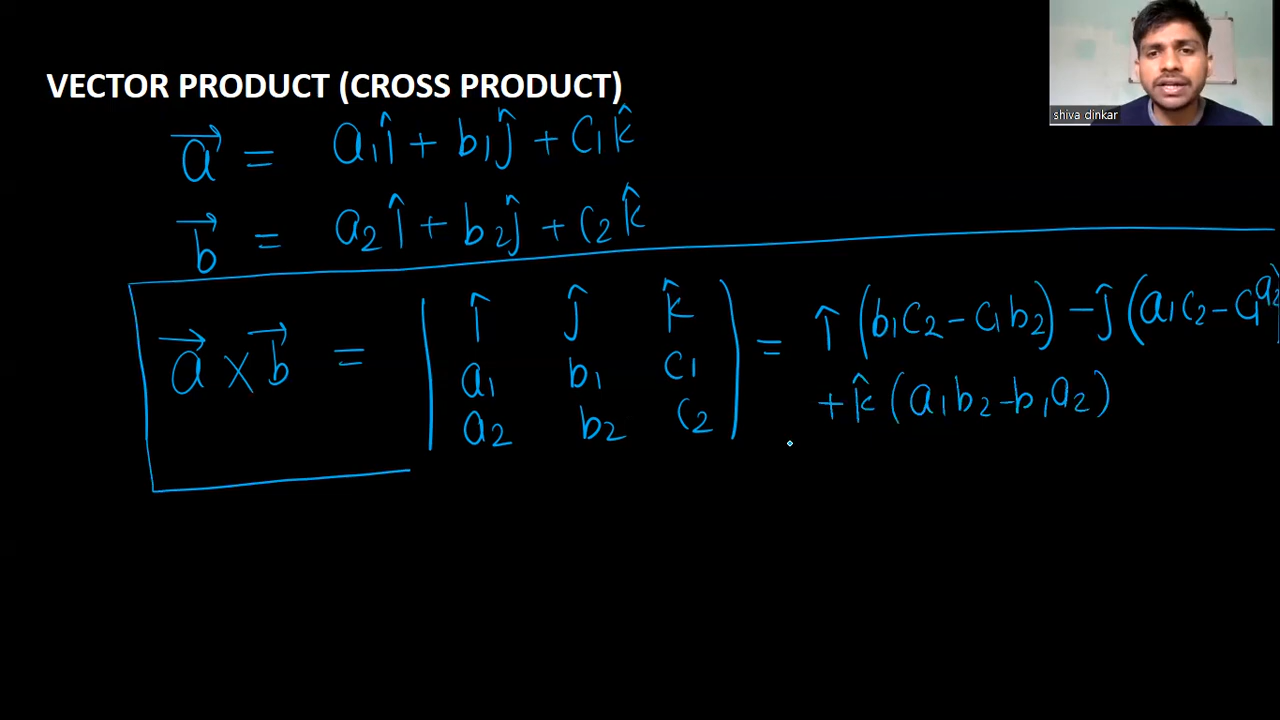 VECTOR PRODUCT (CROSS PRODUCT)
shiva dinkar
a⃗ = a₁î + b₁ĵ + c₁k̂
b⃗ = a₂î + b₂ĵ + c₂k̂
a⃗ × b⃗ = | î ĵ k̂ | = î (b₁c₂ - c₁b₂) - ĵ (a₁c₂ - c₁a₂)
| a₁ b₁ c₁ |
| a₂ b₂ c₂ | + k̂ (a₁b₂ - b₁a₂)